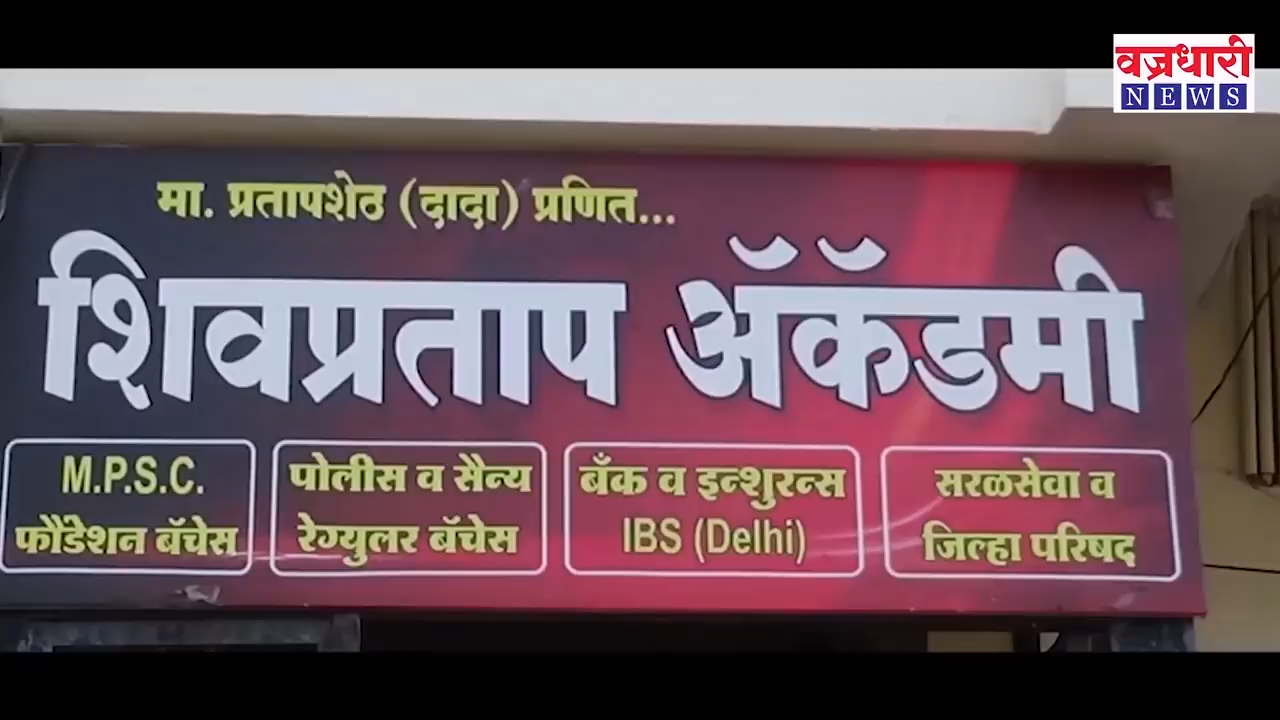 वज्रधारी
NEWS
मा. प्रतापशेठ (दादा) प्रणित...
शिवप्रताप ॲकॅडमी
M.P.S.C.
फौंडेशन बॅचेस
पोलीस व सैन्य
रेग्युलर बॅचेस
बँक व इन्शुरन्स
IBS (Delhi)
सरळसेवा व
जिल्हा परिषद